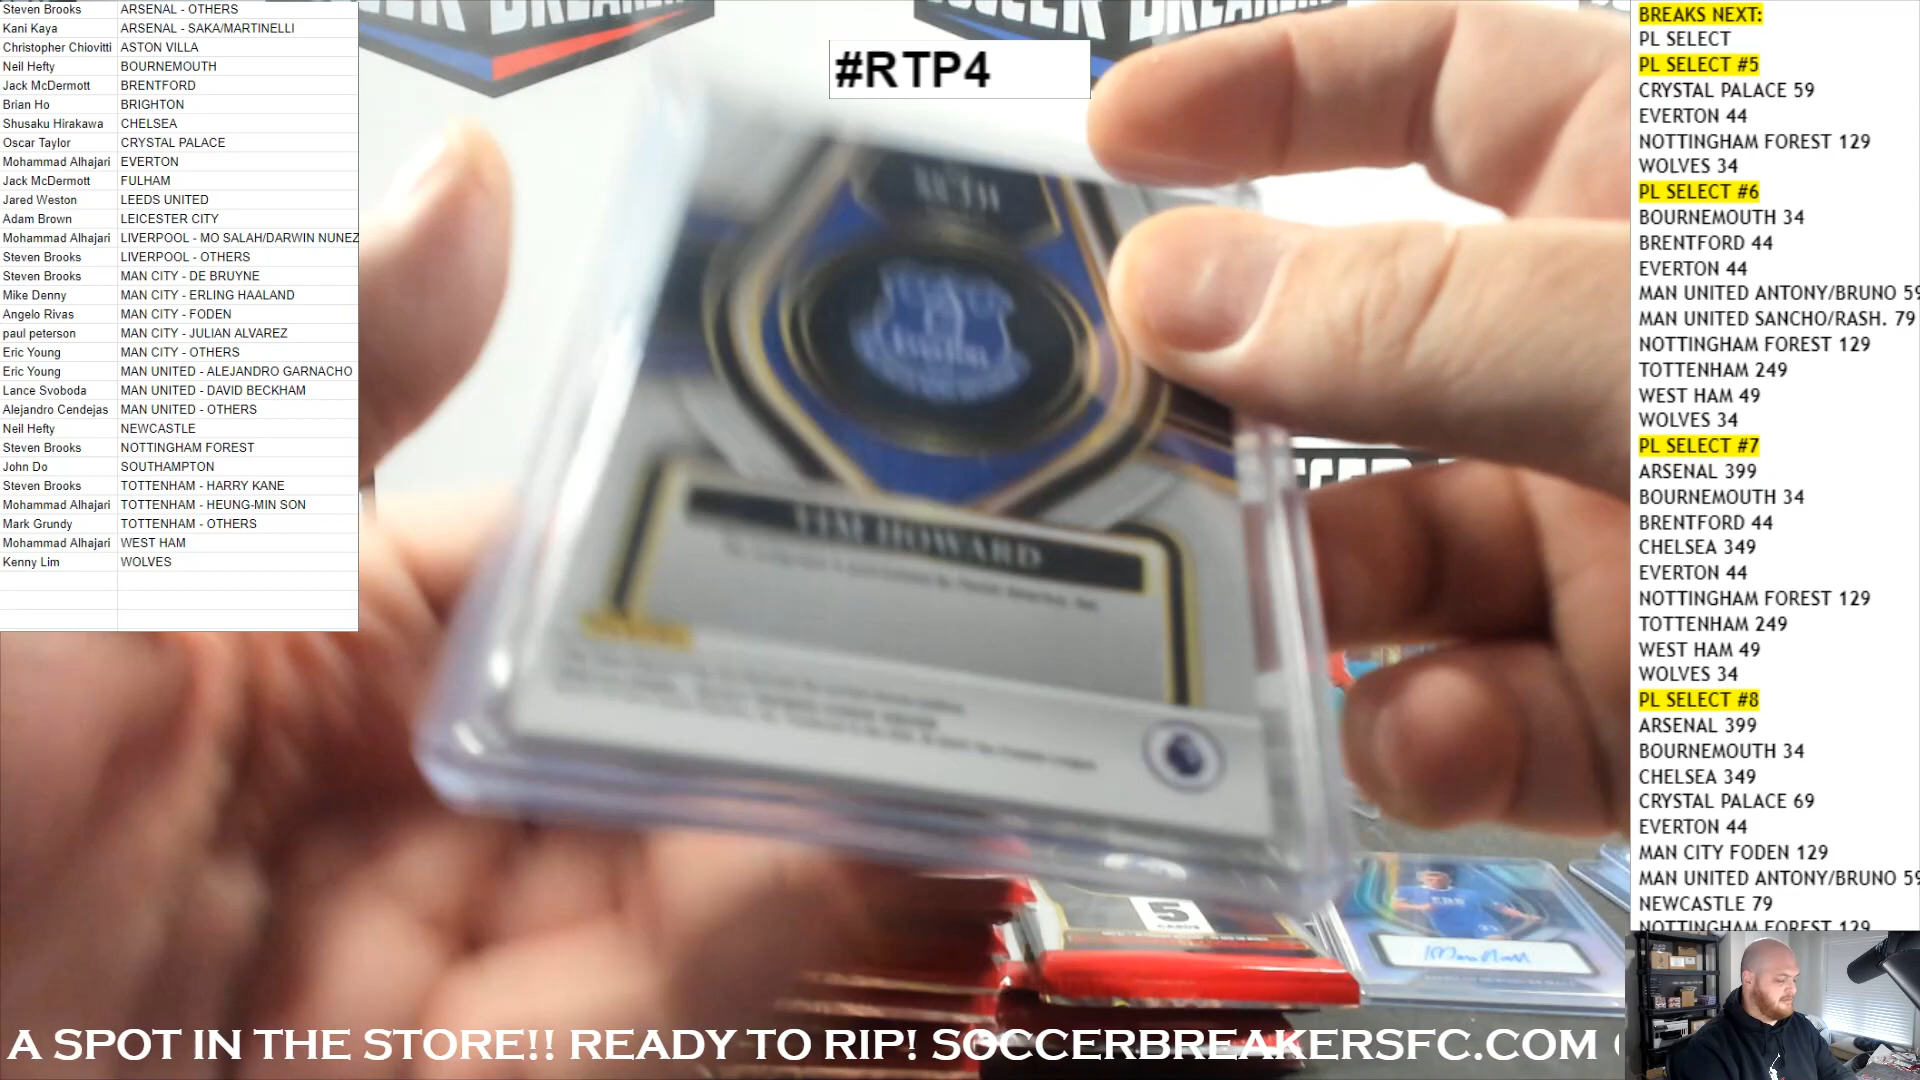 Steven Brooks ARSENAL - OTHERS
Kani Kaya ARSENAL - SAKA/MARTINELLI
Christopher Chiovitti ASTON VILLA
Neil Hefty BOURNEMOUTH
Jack McDermott BRENTFORD
Brian Ho BRIGHTON
Shusaku Hirakawa CHELSEA
Oscar Taylor CRYSTAL PALACE
Mohammad Alhajari EVERTON
Jack McDermott FULHAM
Jared Weston LEEDS UNITED
Adam Brown LEICESTER CITY
Mohammad Alhajari LIVERPOOL - MO SALAH/DARWIN NUNEZ
Steven Brooks LIVERPOOL - OTHERS
Steven Brooks MAN CITY - DE BRUYNE
Mike Denny MAN CITY - ERLING HAALAND
Angelo Rivas MAN CITY - FODEN
paul peterson MAN CITY - JULIAN ALVAREZ
Eric Young MAN CITY - OTHERS
Eric Young MAN UNITED - ALEJANDRO GARNACHO
Lance Svoboda MAN UNITED - DAVID BECKHAM
Alejandro Cendejas MAN UNITED - OTHERS
Neil Hefty NEWCASTLE
Steven Brooks NOTTINGHAM FOREST
John Do SOUTHAMPTON
Steven Brooks TOTTENHAM - HARRY KANE
Mohammad Alhajari TOTTENHAM - HEUNG-MIN SON
Mark Grundy TOTTENHAM - OTHERS
Mohammad Alhajari WEST HAM
Kenny Lim WOLVES
#RTP4
TIM HOWARD
5
CARDS
BREAKS NEXT:
PL SELECT
PL SELECT #5
CRYSTAL PALACE 59
EVERTON 44
NOTTINGHAM FOREST 129
WOLVES 34
PL SELECT #6
BOURNEMOUTH 34
BRENTFORD 44
EVERTON 44
MAN UNITED ANTONY/BRUNO 59
MAN UNITED SANCHO/RASH. 79
NOTTINGHAM FOREST 129
TOTTENHAM 249
WEST HAM 49
WOLVES 34
PL SELECT #7
ARSENAL 399
BOURNEMOUTH 34
BRENTFORD 44
CHELSEA 349
EVERTON 44
NOTTINGHAM FOREST 129
TOTTENHAM 249
WEST HAM 49
WOLVES 34
PL SELECT #8
ARSENAL 399
BOURNEMOUTH 34
CHELSEA 349
CRYSTAL PALACE 69
EVERTON 44
MAN CITY FODEN 129
MAN UNITED ANTONY/BRUNO 59
NEWCASTLE 79
NOTTINGHAM FOREST 129
A SPOT IN THE STORE!! READY TO RIP! SOCCERBREAKERSFC.COM